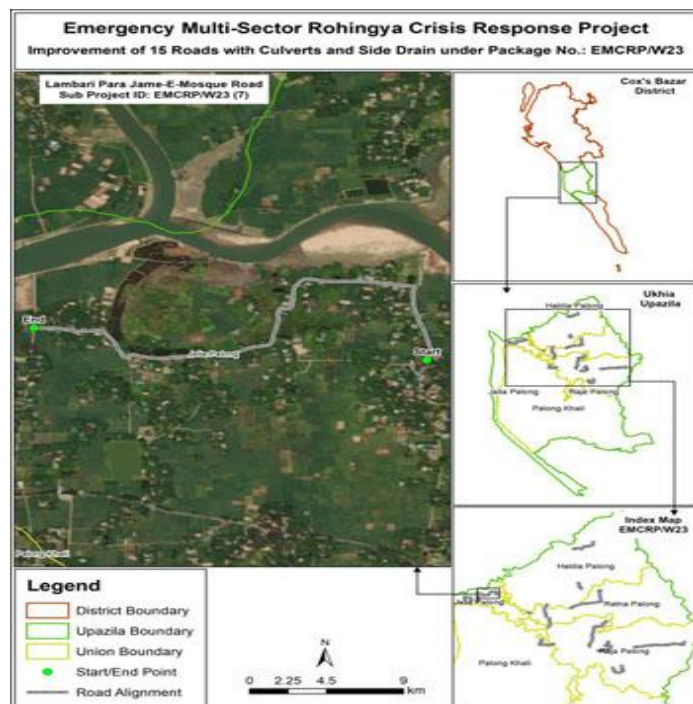 Emergency Multi-Sector Rohingya Crisis Response Project
Improvement of 15 Roads with Culverts and Side Drain under Package No.: EMCRP/W23
Lambari Para Jame-E-Mosque Road
Sub Project ID: EMCRP/W23 (7)
End
Jalia Palong
Start
Palong Khali
Cox's Bazar
District
Ukhia
Upazila
Haldia Palong
Jalia Palong
Raja Palong
Palong Khali
Index Map
EMCRP/W23
Haldia Palong
Jalia Palong
Ratna Palong
Raja Palong
Palong Khali
Legend
District Boundary
Upazila Boundary
Union Boundary
Start/End Point
Road Alignment
N
0 2.25 4.5 9
km